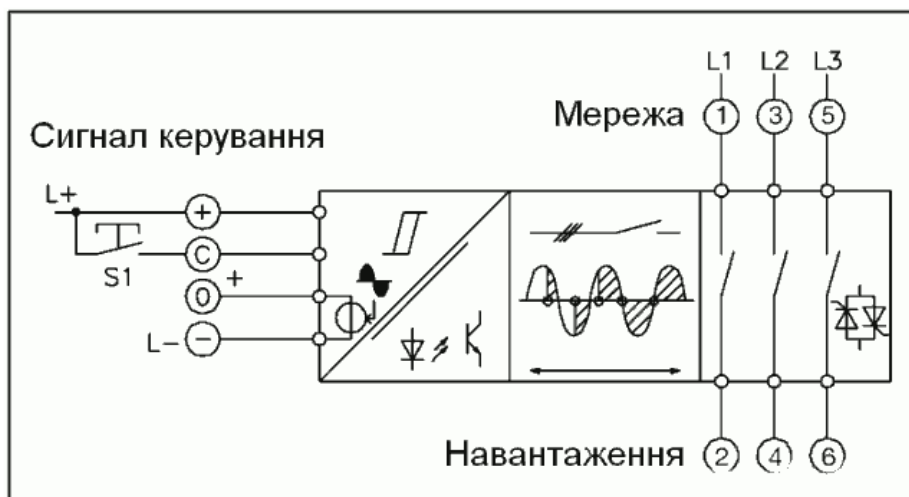 L1 L2 L3
Мережа 1 3 5
Сигнал керування
L+ +
S1 C
0 +
L− −
Навантаження 2 4 6